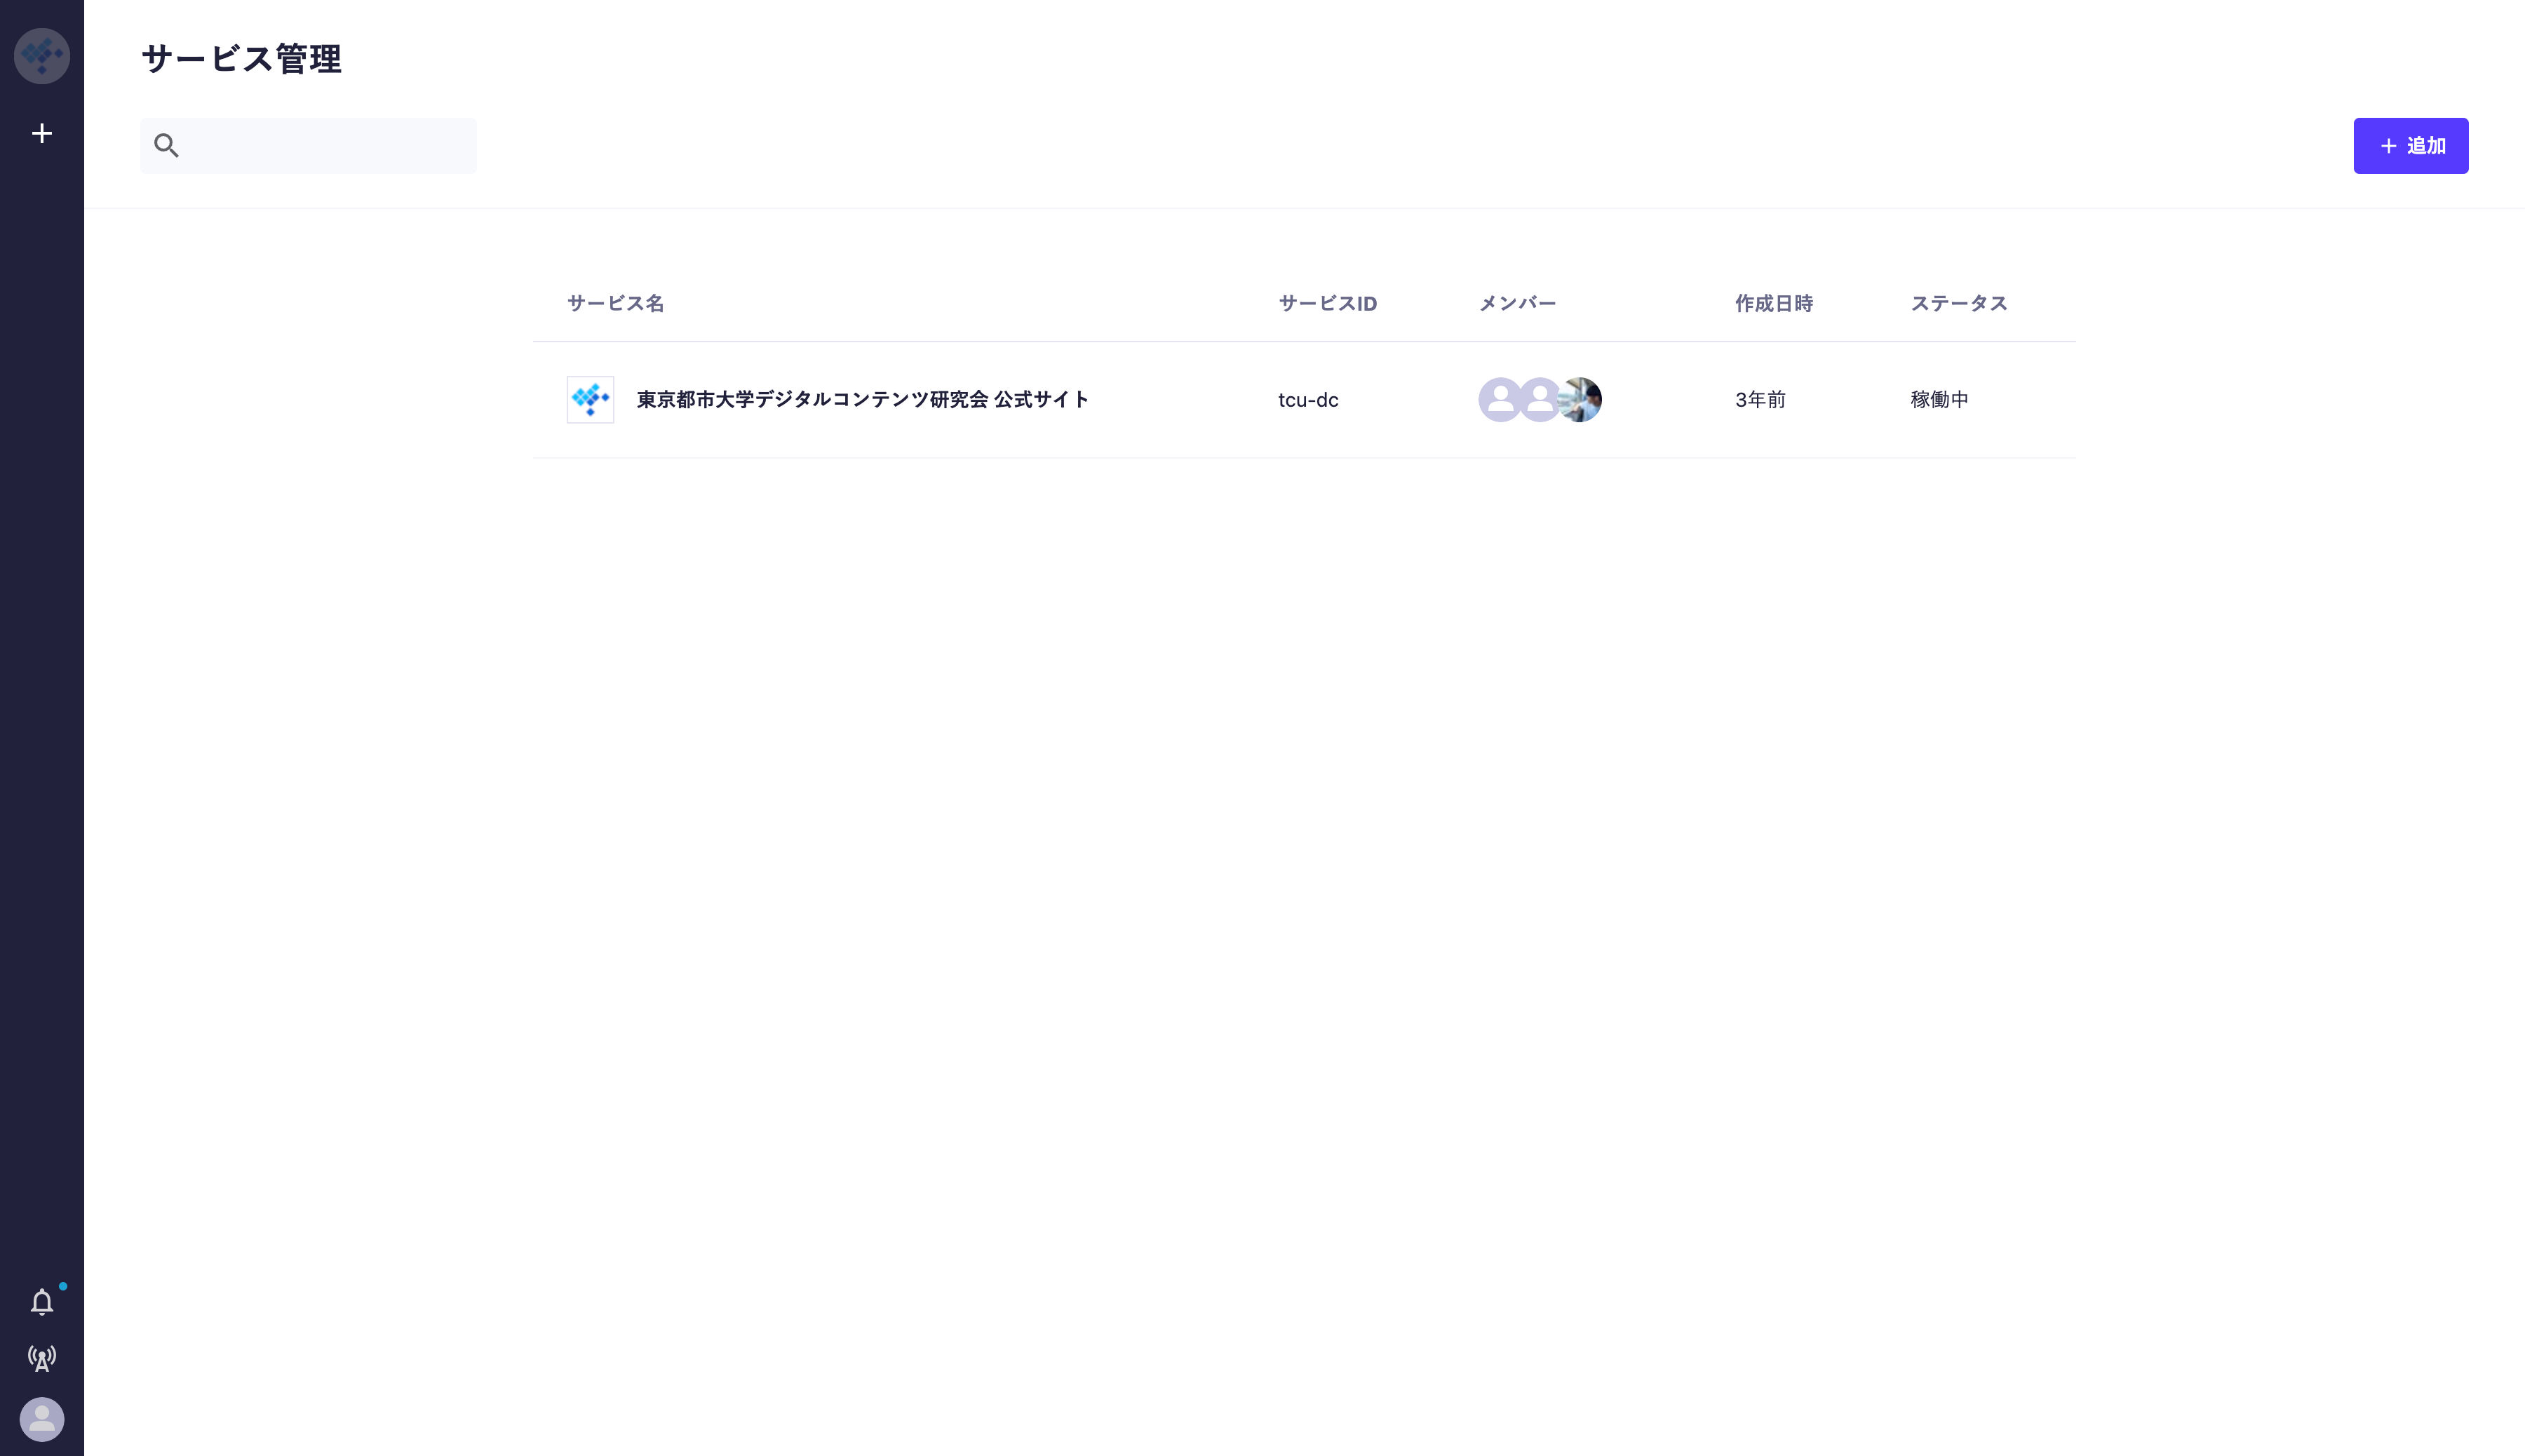 サービス管理
追加
サービス名 サービスID メンバー 作成日時 ステータス
東京都市大学デジタルコンテンツ研究会 公式サイト tcu-dc 3年前 稼働中